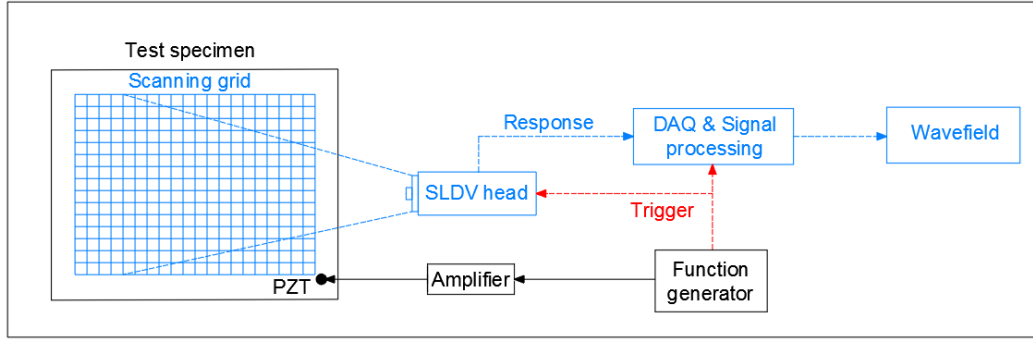 Test specimen
Scanning grid
Response
DAQ & Signal
processing
Wavefield
SLDV head
Trigger
PZT
Amplifier
Function
generator